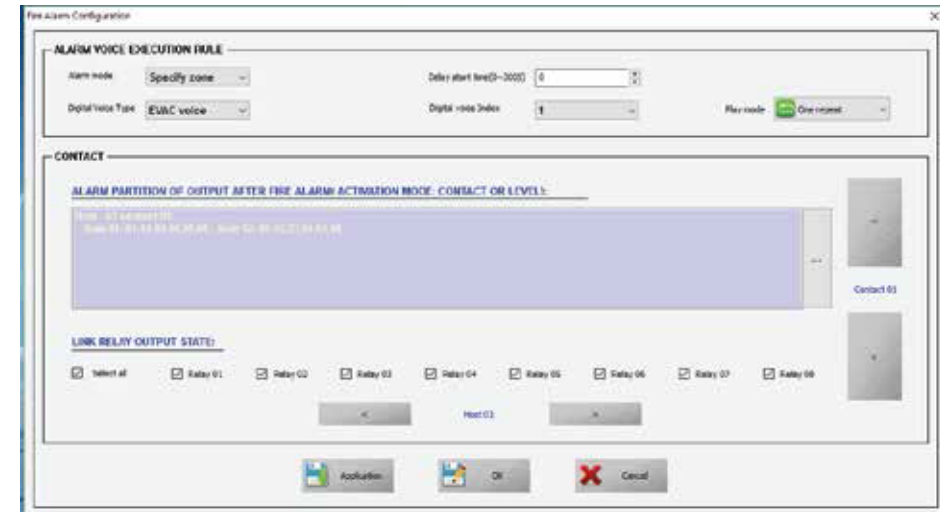 Fire Alarm Configuration
ALARM VOICE EXECUTION RULE
Alarm mode Specify zone Delay start time(0~300S) 0
Digital Voice Type EVAC voice Digital voice Index 1 Play mode One repeat
CONTACT
ALARM PARTITION OF OUTPUT AFTER FIRE ALARM ACTIVATION MODE: CONTACT OR LEVEL):
Contact 01
LINK RELAY OUTPUT STATE:
Select all Relay 01 Relay 02 Relay 03 Relay 04 Relay 05 Relay 06 Relay 07 Relay 08
< >
Application OK Cancel